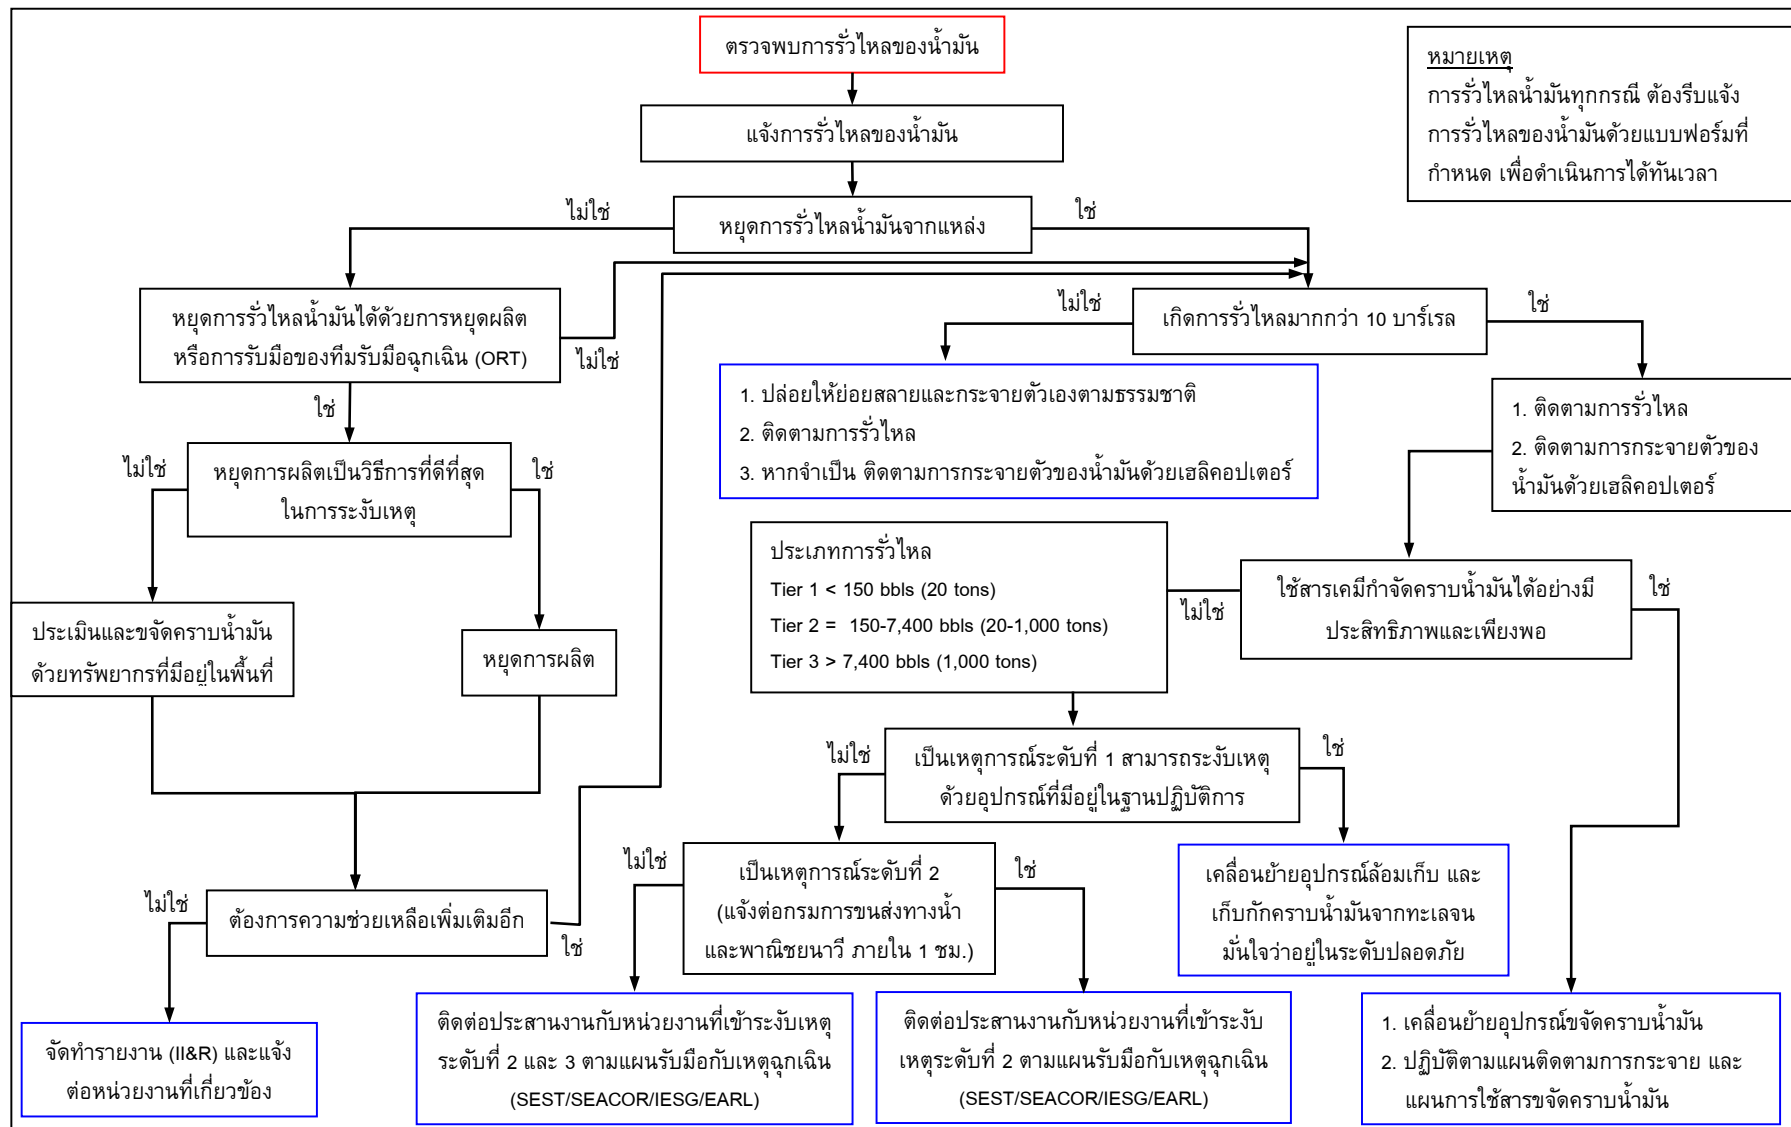 ตรวจพบการรั่วไหลของน้ำมัน
หมายเหตุ
การรั่วไหลน้ำมันทุกกรณี ต้องรีบแจ้ง
การรั่วไหลของน้ำมันด้วยแบบฟอร์มที่
กำหนด เพื่อดำเนินการได้ทันเวลา
แจ้งการรั่วไหลของน้ำมัน
ไม่ใช่
หยุดการรั่วไหลน้ำมันจากแหล่ง
ใช่
หยุดการรั่วไหลน้ำมันได้ด้วยการหยุดผลิต
หรือการรับมือของทีมรับมือฉุกเฉิน (ORT)
ไม่ใช่
ใช่
ไม่ใช่
เกิดการรั่วไหลมากกว่า 10 บาร์เรล
ใช่
1. ปล่อยให้ย่อยสลายและกระจายตัวเองตามธรรมชาติ
2. ติดตามการรั่วไหล
3. หากจำเป็น ติดตามการกระจายตัวของน้ำมันด้วยเฮลิคอปเตอร์
1. ติดตามการรั่วไหล
2. ติดตามการกระจายตัวของ
น้ำมันด้วยเฮลิคอปเตอร์
ไม่ใช่
หยุดการผลิตเป็นวิธีการที่ดีที่สุด
ในการระงับเหตุ
ใช่
ประเภทการรั่วไหล
Tier 1 < 150 bbls (20 tons)
Tier 2 = 150-7,400 bbls (20-1,000 tons)
Tier 3 > 7,400 bbls (1,000 tons)
ไม่ใช่
ใช้สารเคมีกำจัดคราบน้ำมันได้อย่างมี
ประสิทธิภาพและเพียงพอ
ใช่
ประเมินและขจัดคราบน้ำมัน
ด้วยทรัพยากรที่มีอยู่ในพื้นที่
หยุดการผลิต
ไม่ใช่
เป็นเหตุการณ์ระดับที่ 1 สามารถระงับเหตุ
ด้วยอุปกรณ์ที่มีอยู่ในฐานปฏิบัติการ
ใช่
ไม่ใช่
เป็นเหตุการณ์ระดับที่ 2
(แจ้งต่อกรมการขนส่งทางน้ำ
และพาณิชยนาวี ภายใน 1 ชม.)
ใช่
เคลื่อนย้ายอุปกรณ์ล้อมเก็บ และ
เก็บกักคราบน้ำมันจากทะเลจน
มั่นใจว่าอยู่ในระดับปลอดภัย
ไม่ใช่
ต้องการความช่วยเหลือเพิ่มเติมอีก
ใช่
จัดทำรายงาน (II&R) และแจ้ง
ต่อหน่วยงานที่เกี่ยวข้อง
ติดต่อประสานงานกับหน่วยงานที่เข้าระงับเหตุ
ระดับที่ 2 และ 3 ตามแผนรับมือกับเหตุฉุกเฉิน
(SEST/SEACOR/IESG/EARL)
ติดต่อประสานงานกับหน่วยงานที่เข้าระงับ
เหตุระดับที่ 2 ตามแผนรับมือกับเหตุฉุกเฉิน
(SEST/SEACOR/IESG/EARL)
1. เคลื่อนย้ายอุปกรณ์ขจัดคราบน้ำมัน
2. ปฏิบัติตามแผนติดตามการกระจาย และ
แผนการใช้สารขจัดคราบน้ำมัน